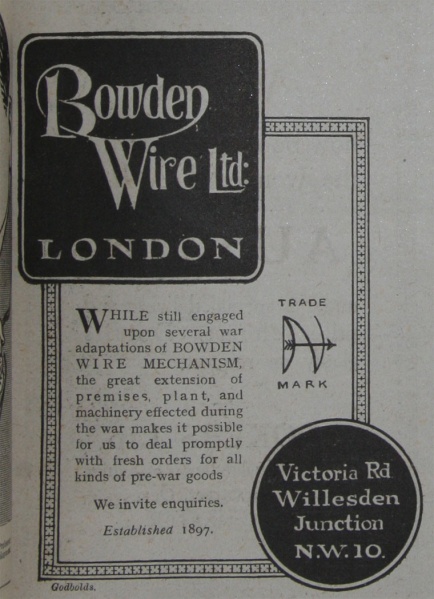 Bowden
Wire Ltd:
LONDON
WHILE still engaged
upon several war
adaptations of BOWDEN
WIRE MECHANISM,
the great extension of
premises, plant, and
machinery effected during
the war makes it possible
for us to deal promptly
with fresh orders for all
kinds of pre-war goods
We invite enquiries.
Established 1897.
TRADE
MARK
Victoria Rd
Willesden
Junction
N.W. 10.
Godbolds.